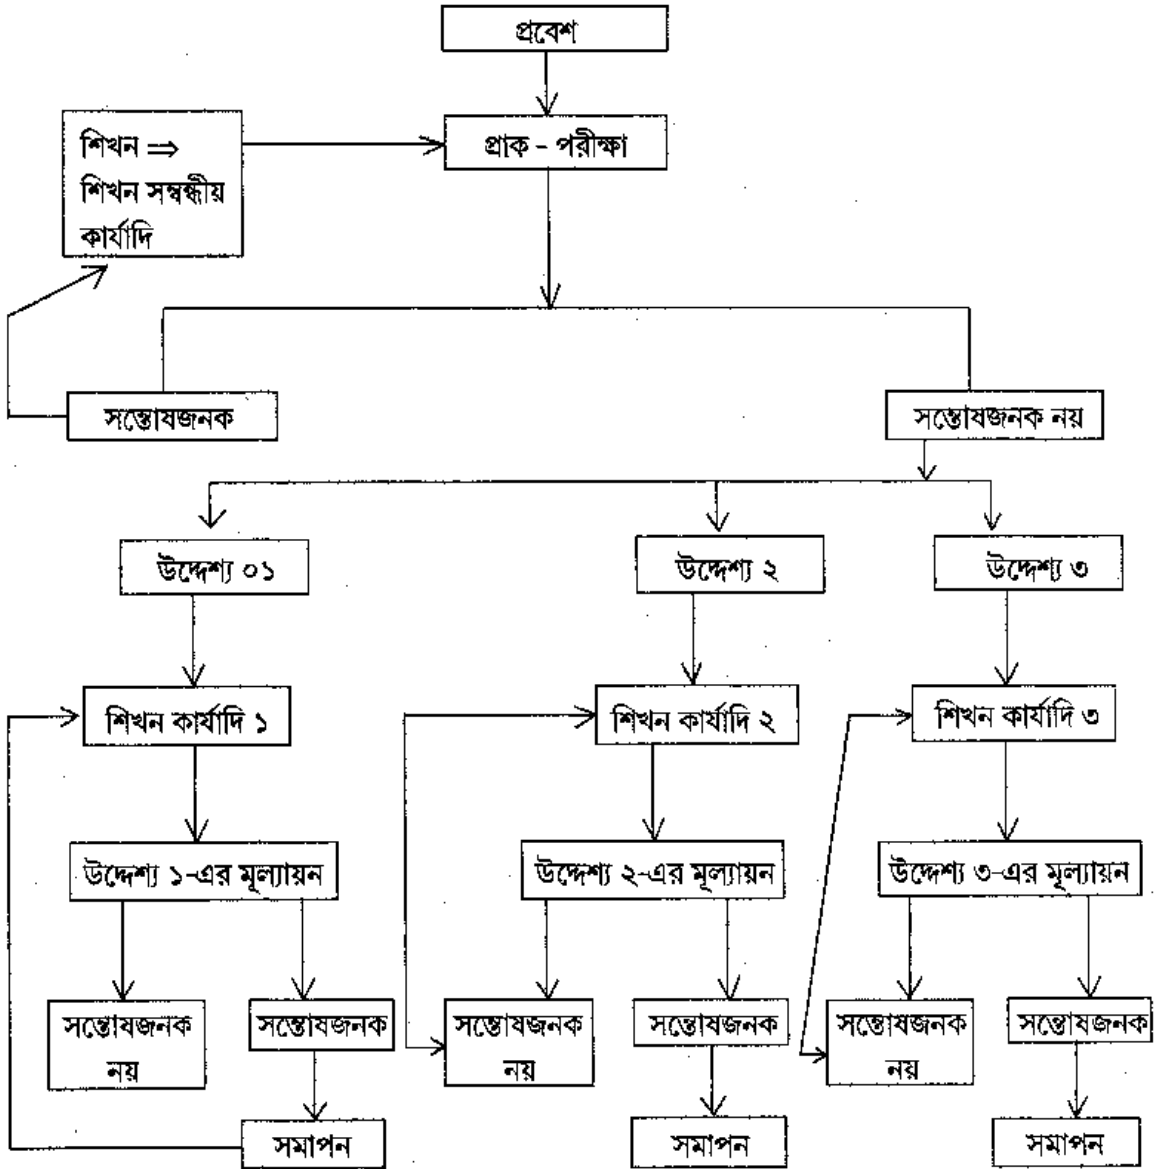 প্রবেশ
প্রাক - পরীক্ষা
শিখন ⇒
শিখন সম্বন্ধীয়
কার্যাদি
সন্তোষজনক
সন্তোষজনক নয়
উদ্দেশ্য ০১
উদ্দেশ্য ২
উদ্দেশ্য ৩
শিখন কার্যাদি ১
শিখন কার্যাদি ২
শিখন কার্যাদি ৩
উদ্দেশ্য ১-এর মূল্যায়ন
উদ্দেশ্য ২-এর মূল্যায়ন
উদ্দেশ্য ৩-এর মূল্যায়ন
সন্তোষজনক
নয়
সন্তোষজনক
সন্তোষজনক
নয়
সন্তোষজনক
সন্তোষজনক
নয়
সন্তোষজনক
সমাপন
সমাপন
সমাপন